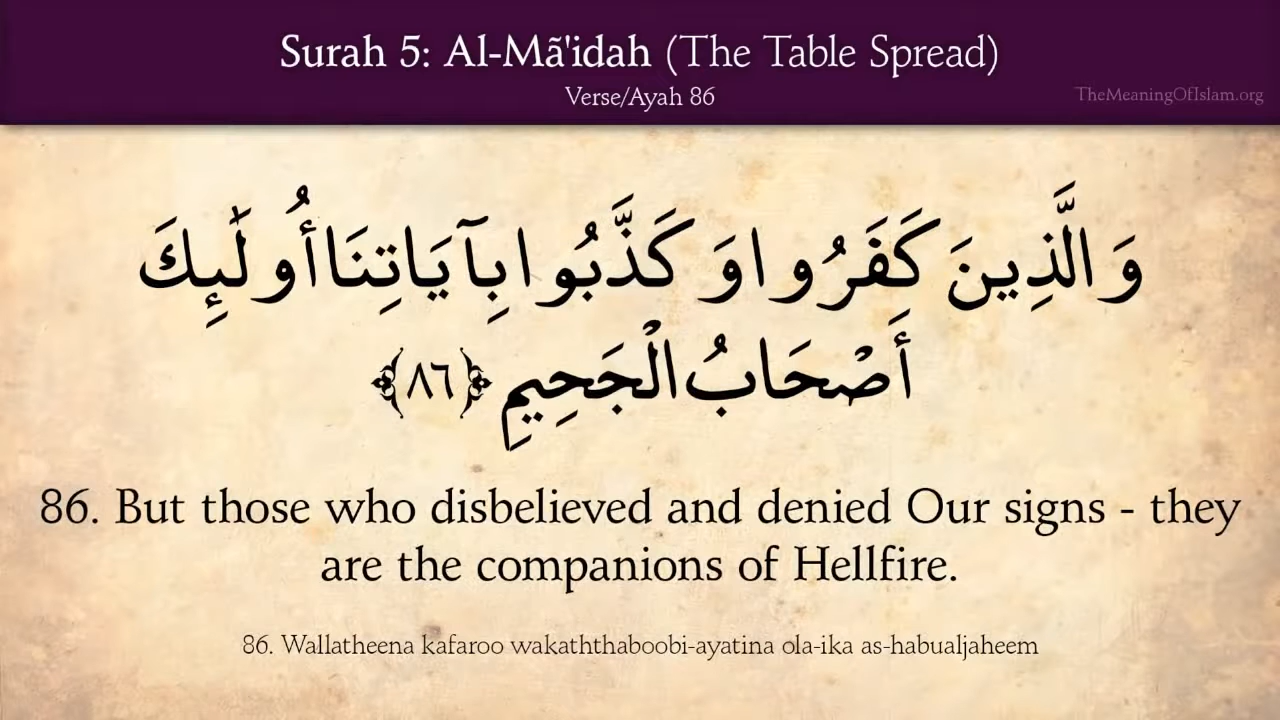 Surah 5: Al-Mã'idah (The Table Spread)
Verse/Ayah 86
TheMeaningOfIslam.org
وَالَّذِينَ كَفَرُوا وَكَذَّبُوا بِآيَاتِنَا أُولَٰئِكَ
أَصْحَابُ الْجَحِيمِ ﴿٨٦﴾
86. But those who disbelieved and denied Our signs - they
are the companions of Hellfire.
86. Wallatheena kafaroo wakaththaboobi-ayatina ola-ika as-habualjaheem